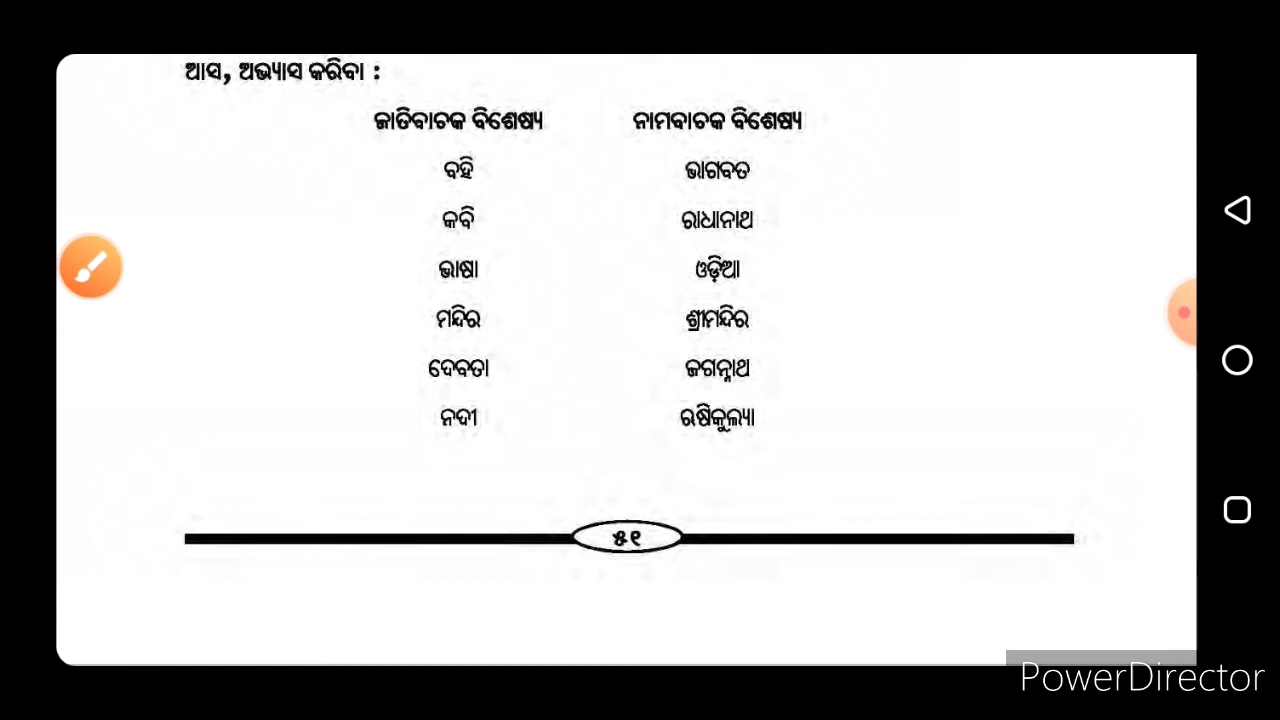 ଆସ, ଅଭ୍ୟାସ କରିବା :
ଜାତିବାଚକ ବିଶେଷ୍ୟ ନାମବାଚକ ବିଶେଷ୍ୟ
ବହି ଭାଗବତ
କବି ରାଧାନାଥ
ଭାଷା ଓଡ଼ିଆ
ମନ୍ଦିର ଶ୍ରୀମନ୍ଦିର
ଦେବତା ଜଗନ୍ନାଥ
ନଦୀ ଋଷିକୁଲ୍ୟା
୫୧
PowerDirector